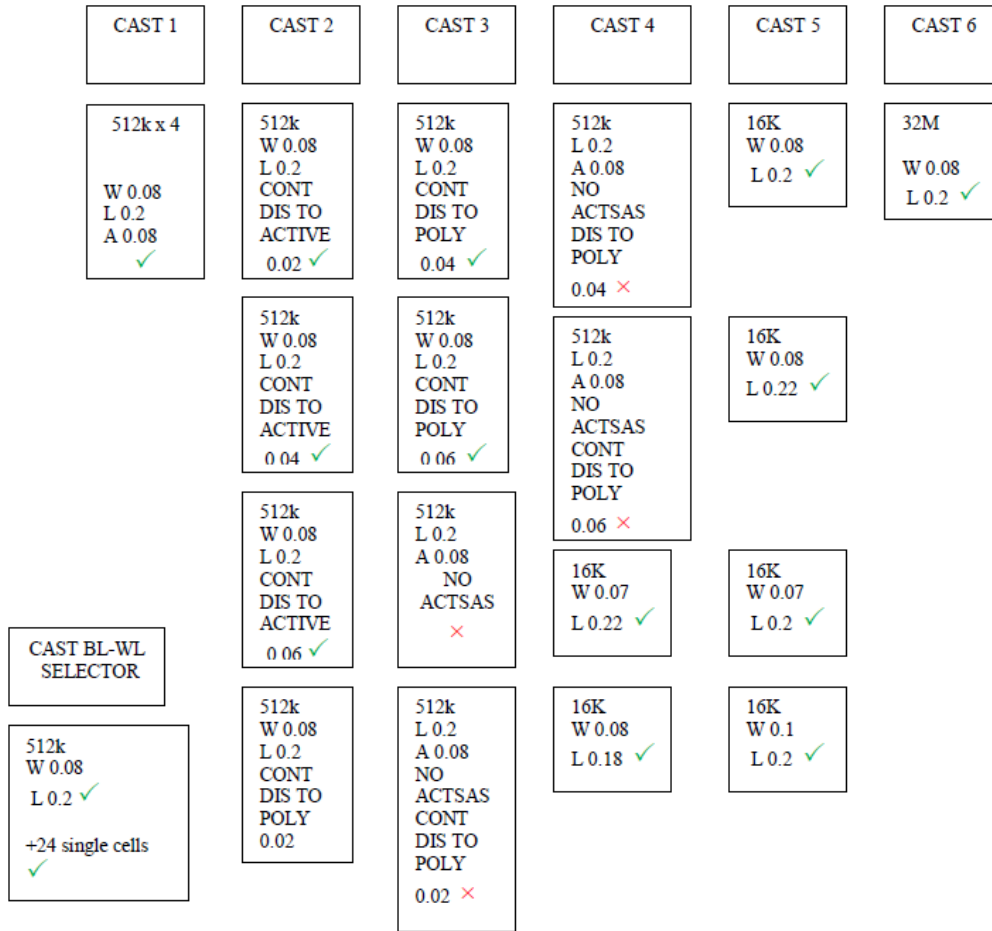 CAST 1
CAST 2
CAST 3
CAST 4
CAST 5
CAST 6
512k x 4
W 0.08
L 0.2
A 0.08
✓
512k
W 0.08
L 0.2
CONT
DIS TO
ACTIVE
0.02 ✓
512k
W 0.08
L 0.2
CONT
DIS TO
ACTIVE
0.04 ✓
512k
W 0.08
L 0.2
CONT
DIS TO
ACTIVE
0.06 ✓
512k
W 0.08
L 0.2
CONT
DIS TO
POLY
0.02
512k
W 0.08
L 0.2
CONT
DIS TO
POLY
0.04 ✓
512k
W 0.08
L 0.2
CONT
DIS TO
POLY
0.06 ✓
512k
L 0.2
A 0.08
NO
ACTSAS
×
512k
L 0.2
A 0.08
NO
ACTSAS
CONT
DIS TO
POLY
0.02 ×
512k
L 0.2
A 0.08
NO
ACTSAS
DIS TO
POLY
0.04 ×
512k
L 0.2
A 0.08
NO
ACTSAS
CONT
DIS TO
POLY
0.06 ×
16K
W 0.07
L 0.22 ✓
16K
W 0.08
L 0.18 ✓
16K
W 0.08
L 0.2 ✓
16K
W 0.08
L 0.22 ✓
16K
W 0.07
L 0.2 ✓
16K
W 0.1
L 0.2 ✓
32M
W 0.08
L 0.2 ✓
CAST BL-WL
SELECTOR
512k
W 0.08
L 0.2 ✓
+24 single cells
✓